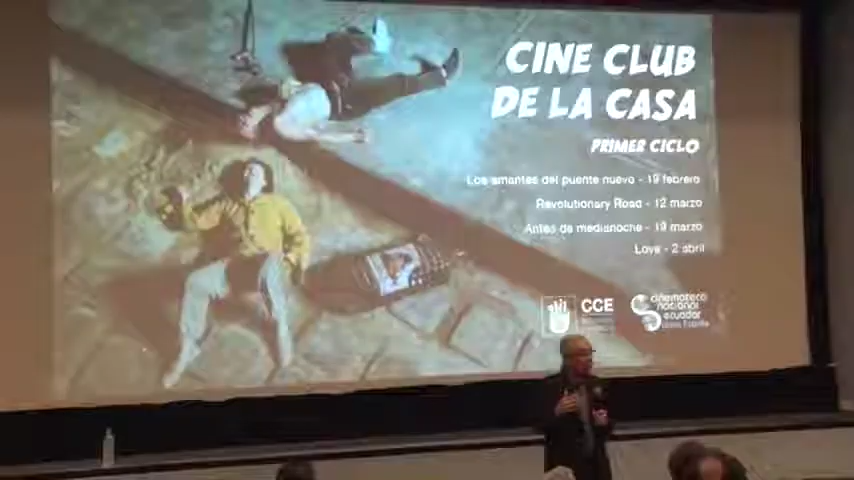 CINE CLUB
DE LA CASA
PRIMER CICLO
Los amantes del puente nuevo - 19 febrero
Revolutionary Road - 12 marzo
Antes de medianoche - 19 marzo
Love - 2 abril
CCE
Cinemateca
nacional
ecuador